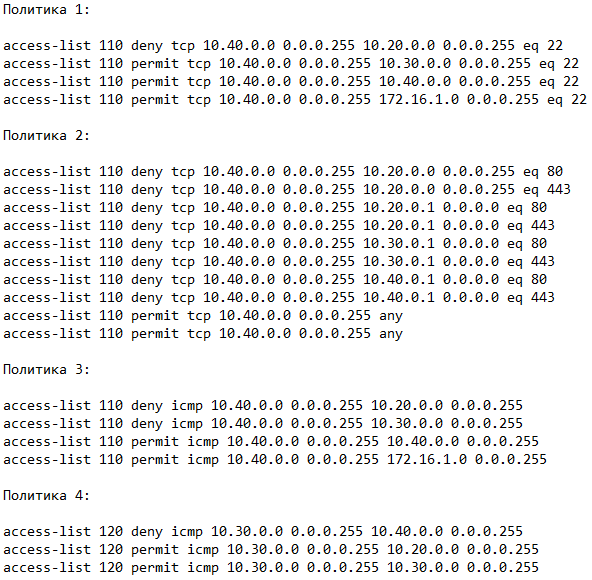 Политика 1:
access-list 110 deny tcp 10.40.0.0 0.0.0.255 10.20.0.0 0.0.0.255 eq 22
access-list 110 permit tcp 10.40.0.0 0.0.0.255 10.30.0.0 0.0.0.255 eq 22
access-list 110 permit tcp 10.40.0.0 0.0.0.255 10.40.0.0 0.0.0.255 eq 22
access-list 110 permit tcp 10.40.0.0 0.0.0.255 172.16.1.0 0.0.0.255 eq 22
Политика 2:
access-list 110 deny tcp 10.40.0.0 0.0.0.255 10.20.0.0 0.0.0.255 eq 80
access-list 110 deny tcp 10.40.0.0 0.0.0.255 10.20.0.0 0.0.0.255 eq 443
access-list 110 deny tcp 10.40.0.0 0.0.0.255 10.20.0.1 0.0.0.0 eq 80
access-list 110 deny tcp 10.40.0.0 0.0.0.255 10.20.0.1 0.0.0.0 eq 443
access-list 110 deny tcp 10.40.0.0 0.0.0.255 10.30.0.1 0.0.0.0 eq 80
access-list 110 deny tcp 10.40.0.0 0.0.0.255 10.30.0.1 0.0.0.0 eq 443
access-list 110 deny tcp 10.40.0.0 0.0.0.255 10.40.0.1 0.0.0.0 eq 80
access-list 110 deny tcp 10.40.0.0 0.0.0.255 10.40.0.1 0.0.0.0 eq 443
access-list 110 permit tcp 10.40.0.0 0.0.0.255 any
access-list 110 permit tcp 10.40.0.0 0.0.0.255 any
Политика 3:
access-list 110 deny icmp 10.40.0.0 0.0.0.255 10.20.0.0 0.0.0.255
access-list 110 deny icmp 10.40.0.0 0.0.0.255 10.30.0.0 0.0.0.255
access-list 110 permit icmp 10.40.0.0 0.0.0.255 10.40.0.0 0.0.0.255
access-list 110 permit icmp 10.40.0.0 0.0.0.255 172.16.1.0 0.0.0.255
Политика 4:
access-list 120 deny icmp 10.30.0.0 0.0.0.255 10.40.0.0 0.0.0.255
access-list 120 permit icmp 10.30.0.0 0.0.0.255 10.20.0.0 0.0.0.255
access-list 120 permit icmp 10.30.0.0 0.0.0.255 10.30.0.0 0.0.0.255